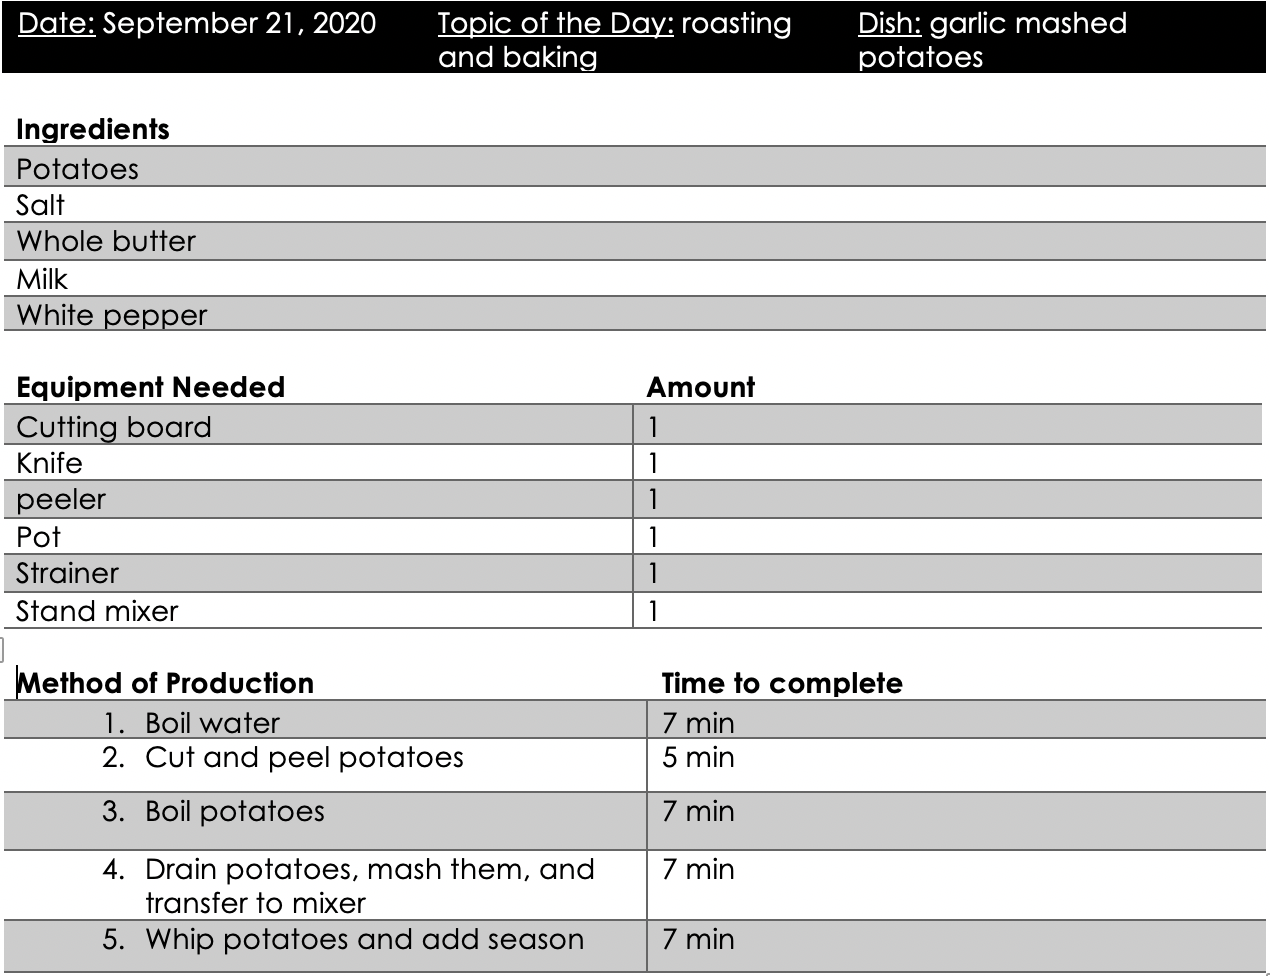 Date: September 21, 2020
Topic of the Day: roasting
and baking
Dish: garlic mashed
potatoes
Ingredients
Potatoes
Salt
Whole butter
Milk
White pepper
Equipment Needed Amount
Cutting board 1
Knife 1
peeler 1
Pot 1
Strainer 1
Stand mixer 1
Method of Production Time to complete
1. Boil water 7 min
2. Cut and peel potatoes 5 min
3. Boil potatoes 7 min
4. Drain potatoes, mash them, and 7 min
transfer to mixer
5. Whip potatoes and add season 7 min